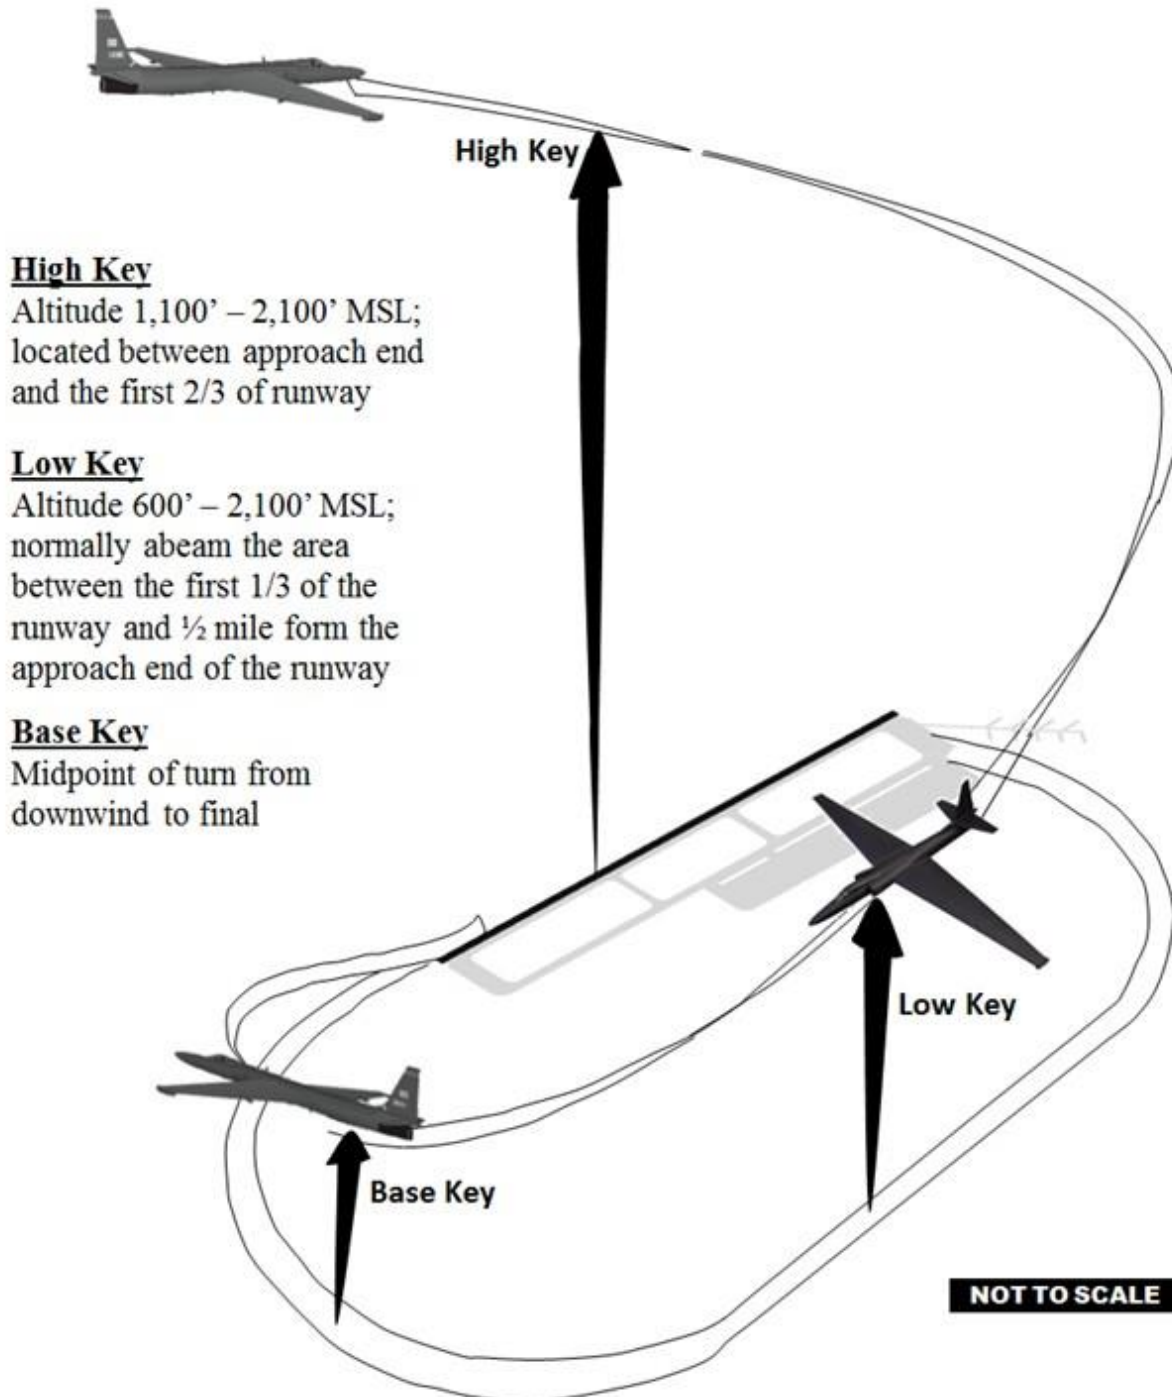 High Key
High Key
Altitude 1,100’ – 2,100’ MSL;
located between approach end
and the first 2/3 of runway
Low Key
Altitude 600’ – 2,100’ MSL;
normally abeam the area
between the first 1/3 of the
runway and ½ mile form the
approach end of the runway
Base Key
Midpoint of turn from
downwind to final
Low Key
Base Key
NOT TO SCALE